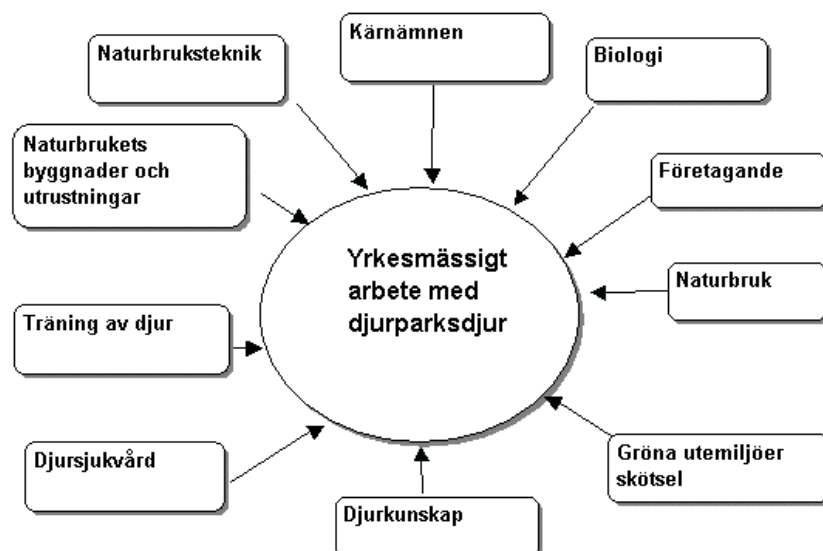 Kärnämnen
Naturbruksteknik
Biologi
Naturbrukets
byggnader och
utrustningar
Företagande
Yrkesmässigt
arbete med
djurparksdjur
Naturbruk
Träning av djur
Gröna utemiljöer
skötsel
Djursjukvård
Djurkunskap